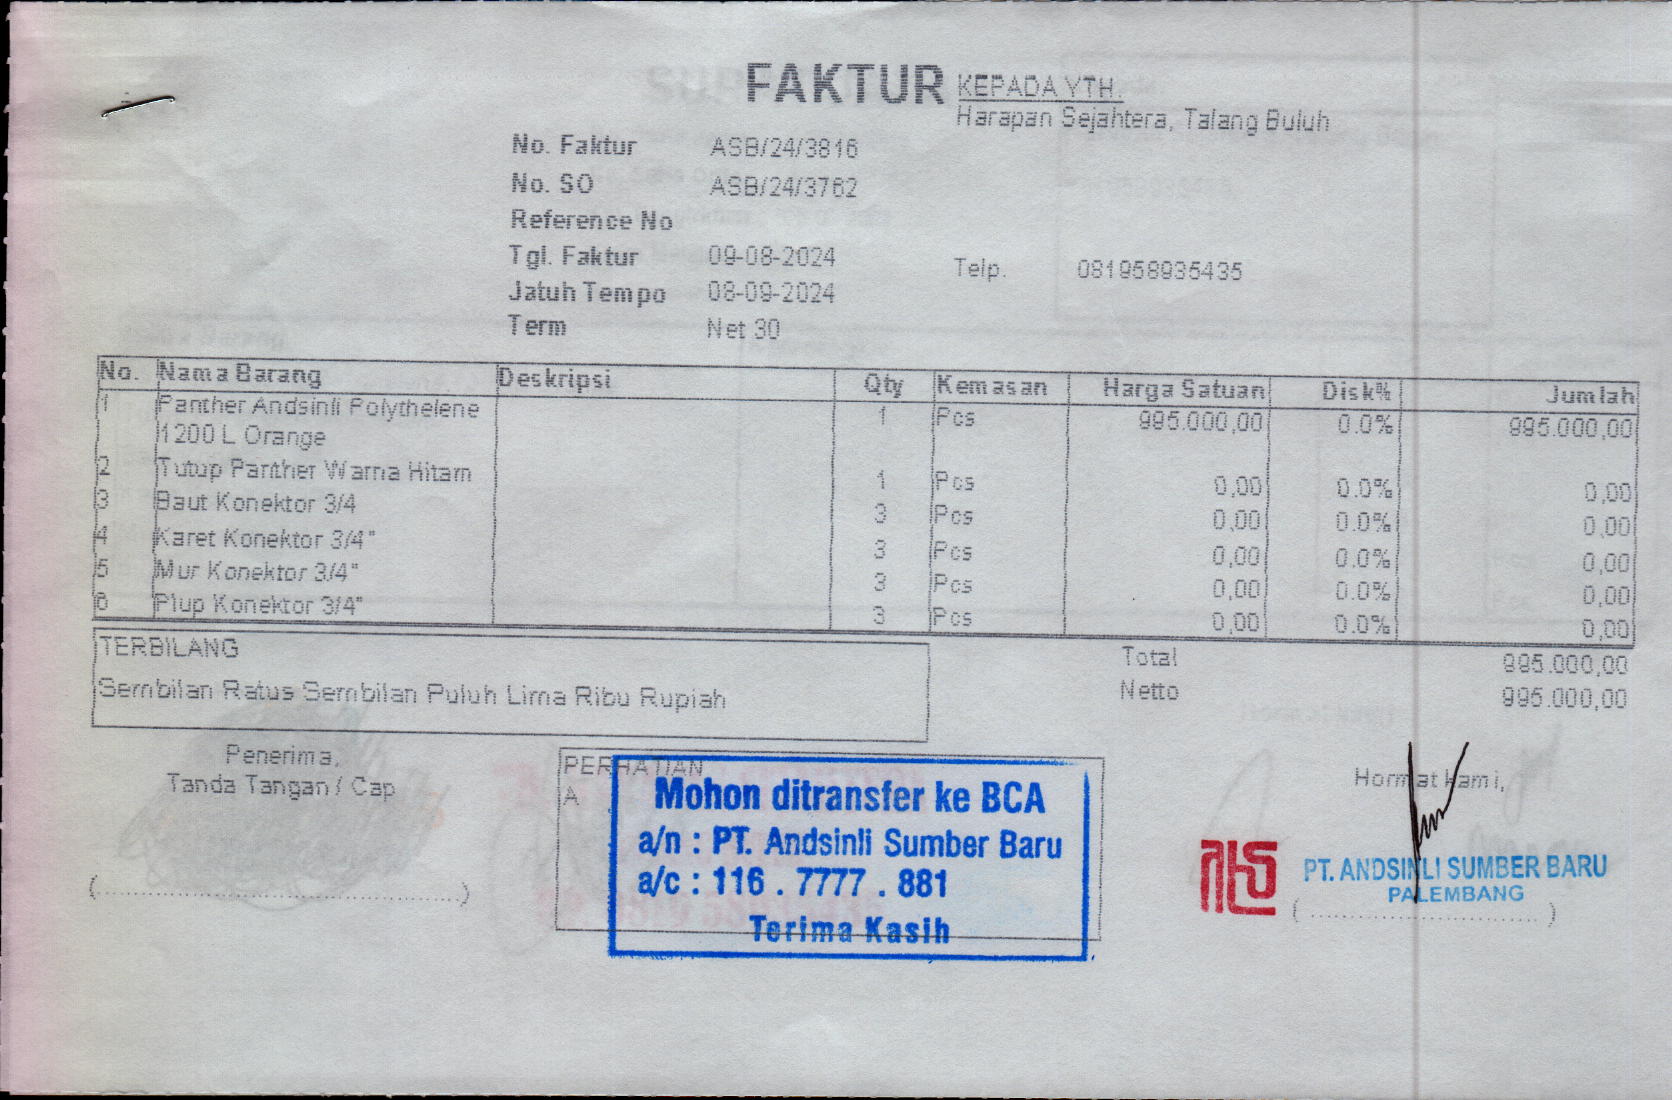 FAKTUR
KEPADA YTH.
Harapan Sejahtera, Talang Buluh
No. Faktur ASB/24/3816
No. SO ASB/24/3762
Reference No
Tgl. Faktur 09-08-2024
Telp. 081958935435
Jatuh Tempo 08-09-2024
Term Net 30
No. Nama Barang Deskripsi Qty Kemasan Harga Satuan Disk% Jumlah
1 Panther Andsinli Polythelene 1 Pcs 995.000,00 0.0% 995.000,00
1200 L Orange
2 Tutup Panther Warna Hitam 1 Pcs 0,00 0.0% 0,00
3 Baut Konektor 3/4 3 Pcs 0,00 0.0% 0,00
4 Karet Konektor 3/4" 3 Pcs 0,00 0.0% 0,00
5 Mur Konektor 3/4" 3 Pcs 0,00 0.0% 0,00
6 Plup Konektor 3/4" 3 Pcs 0,00 0.0% 0,00
TERBILANG
Sembilan Ratus Sembilan Puluh Lima Ribu Rupiah
Total 995.000,00
Netto 995.000,00
Penerima,
Tanda Tangan / Cap
(..........................................................)
PERHATIAN
A
Mohon ditransfer ke BCA
a/n : PT. Andsinli Sumber Baru
a/c : 116 . 7777 . 881
Terima Kasih
Hormat kami,
PT. ANDSINLI SUMBER BARU
PALEMBANG
(....................................)